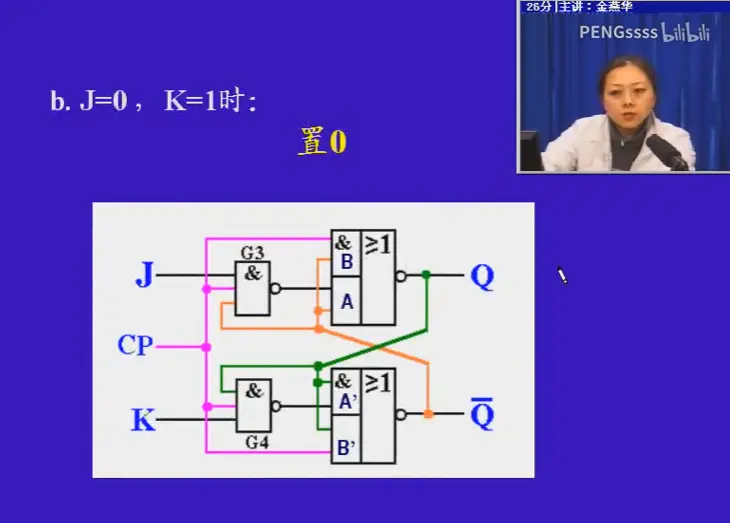 26分|主讲：金燕华
PENGssss bilibili
b. J=0 ， K=1时：
置0
G3
&
&
≥1
B
A
J
Q
CP
&
&
≥1
A'
B'
K
G4
Q̅